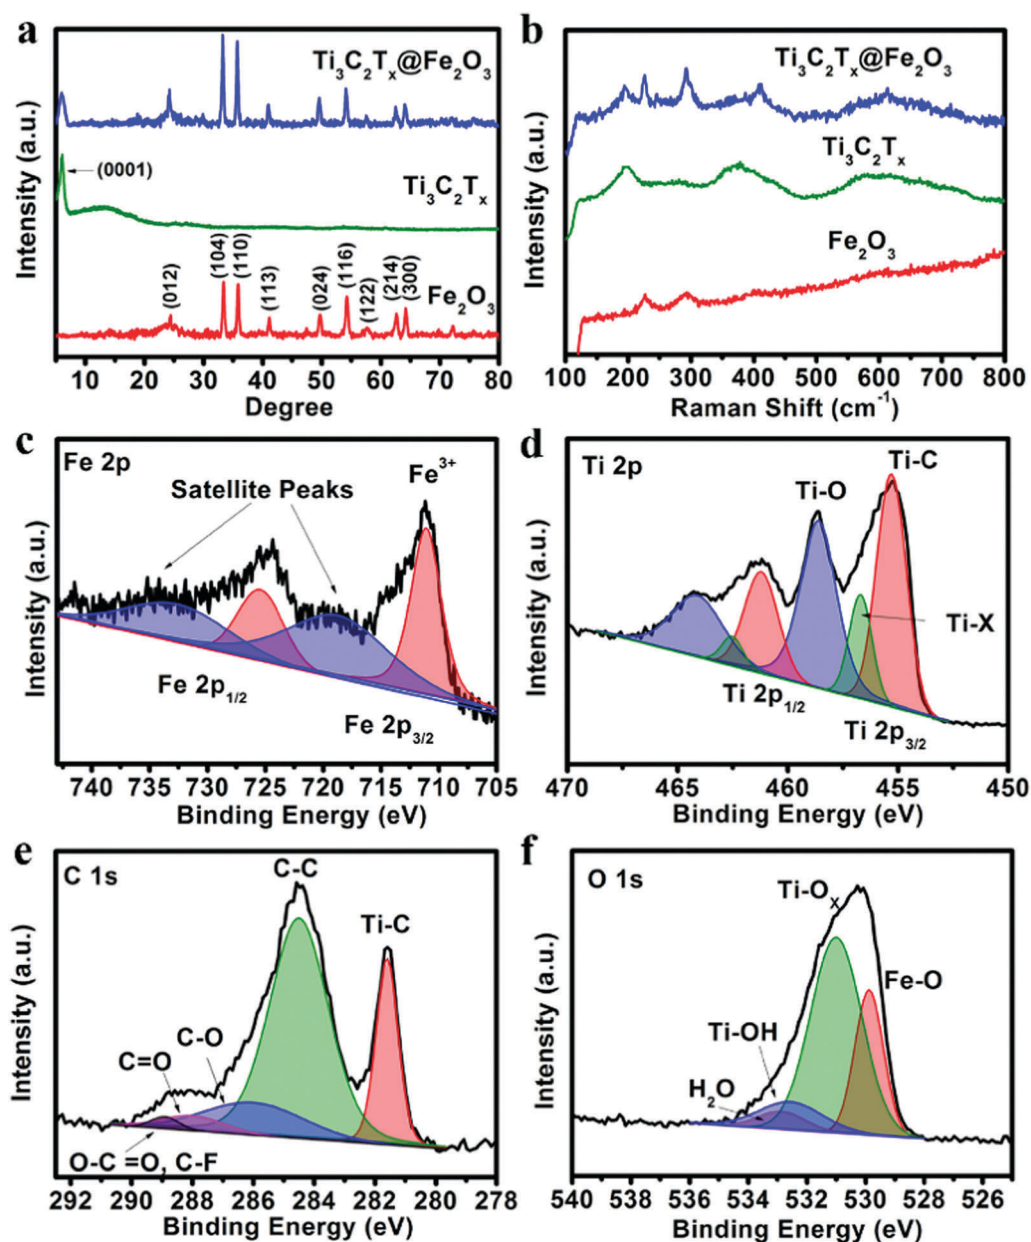 a
Ti3C2Tx@Fe2O3
(0001)
Ti3C2Tx
(012)
(104)
(110)
(113)
(024)
(116)
(122)
(214)
(300)
Fe2O3
Intensity (a.u.)
0 10 20 30 40 50 60 70 80
Degree
b
Ti3C2Tx@Fe2O3
Ti3C2Tx
Fe2O3
Intensity (a.u.)
100 200 300 400 500 600 700 800
Raman Shift (cm-1)
c
Fe 2p
Fe3+
Satellite Peaks
Fe 2p1/2
Fe 2p3/2
Intensity (a.u.)
740 735 730 725 720 715 710 705
Binding Energy (eV)
d
Ti 2p
Ti-C
Ti-O
Ti-X
Ti 2p1/2
Ti 2p3/2
Intensity (a.u.)
470 465 460 455 450
Binding Energy (eV)
e
C 1s
C-C
Ti-C
C-O
C=O
O-C =O, C-F
Intensity (a.u.)
292 290 288 286 284 282 280 278
Binding Energy (eV)
f
O 1s
Ti-Ox
Fe-O
Ti-OH
H2O
Intensity (a.u.)
540 538 536 534 532 530 528 526
Binding Energy (eV)